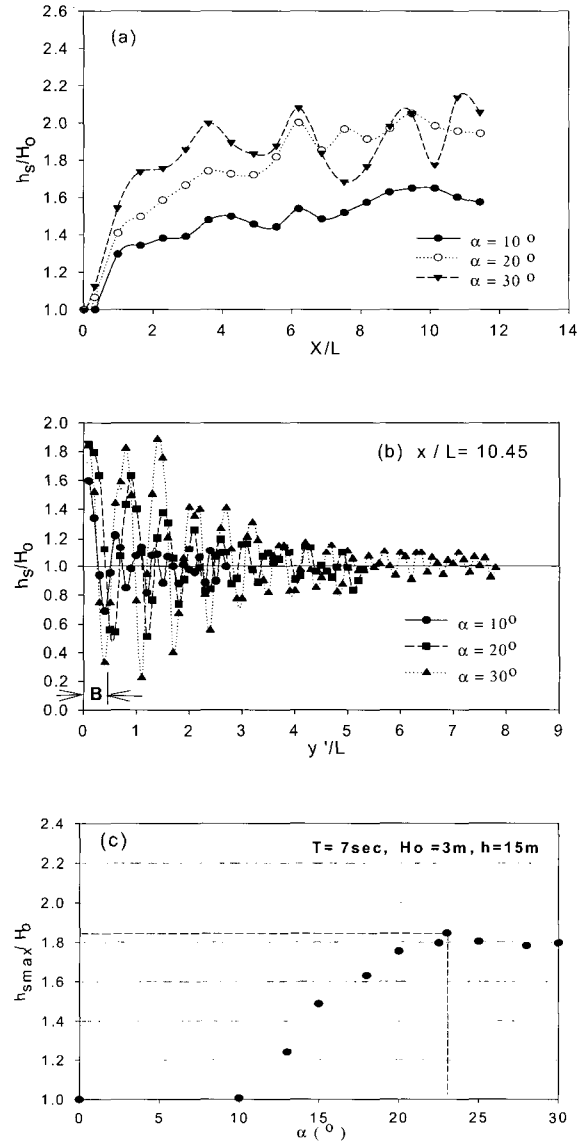 (a)
2.6
2.4
2.2
2.0
1.8
1.6
1.4
1.2
1.0
hs/Ho
α = 10 °
α = 20 °
α = 30 °
0 2 4 6 8 10 12 14
X/L
(b) x / L= 10.45
2.0
1.8
1.6
1.4
1.2
1.0
0.8
0.6
0.4
0.2
0.0
hs/Ho
B
α = 10°
α = 20°
α = 30°
0 1 2 3 4 5 6 7 8 9
y '/L
(c)
T= 7sec, Ho =3m, h=15m
2.4
2.2
2.0
1.8
1.6
1.4
1.2
1.0
hsmax/ Ho
0 5 10 15 20 25 30
α ( ° )